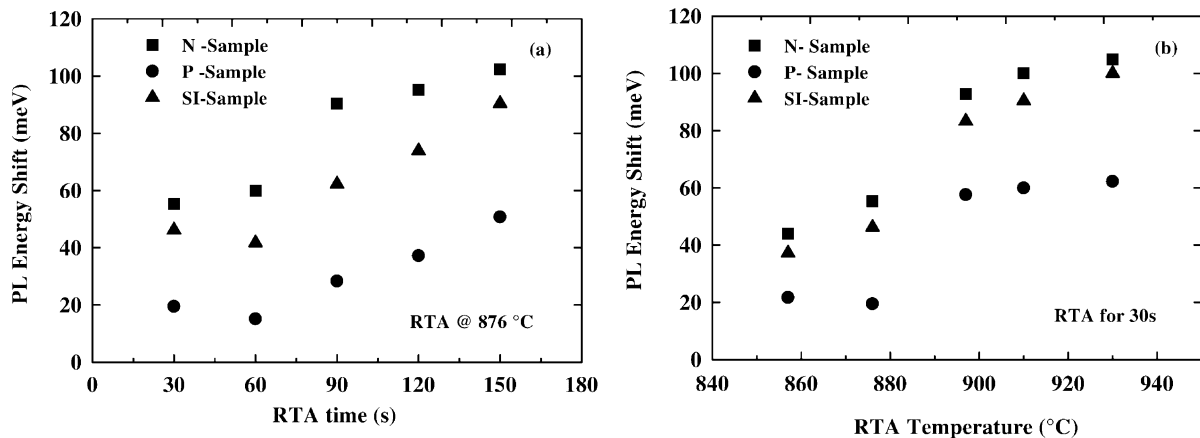 120
100
80
60
40
20
0
PL Energy Shift (meV)
N -Sample
P -Sample
SI-Sample
(a)
RTA @ 876 °C
0 30 60 90 120 150 180
RTA time (s)
120
100
80
60
40
20
0
PL Energy Shift (meV)
N- Sample
P- Sample
SI-Sample
(b)
RTA for 30s
840 860 880 900 920 940
RTA Temperature (°C)